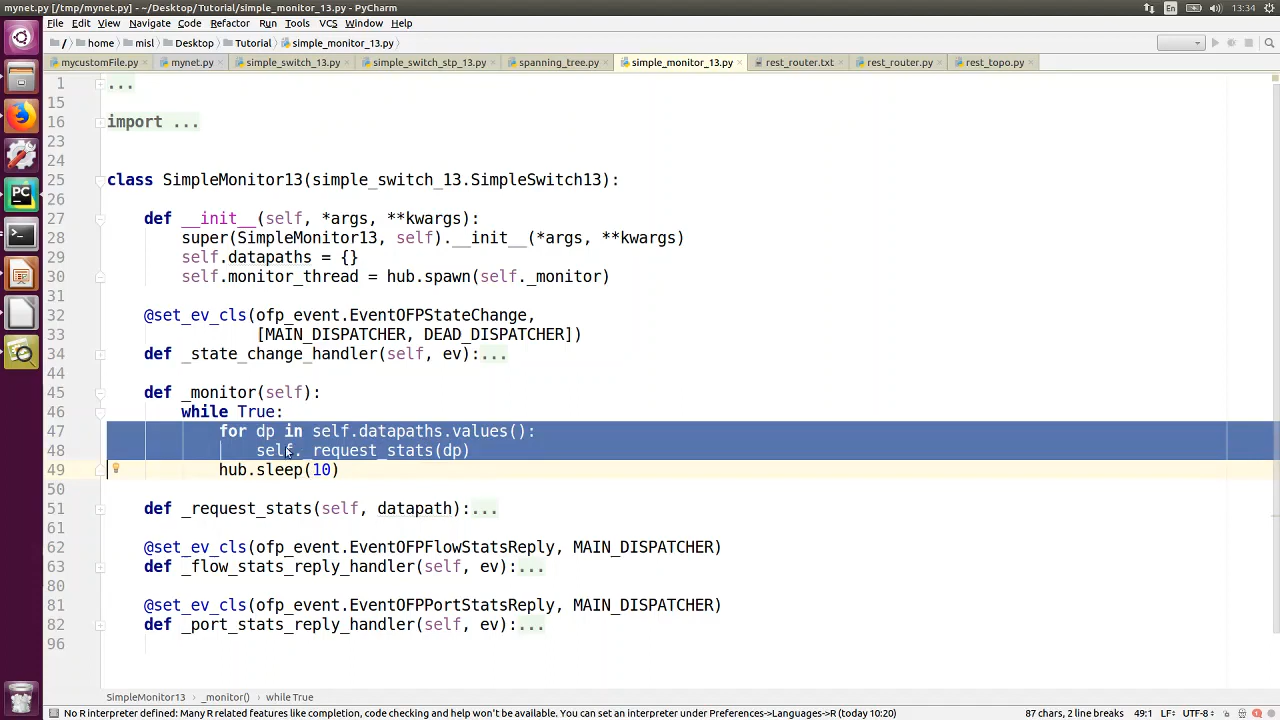 mynet.py [/tmp/mynet.py] - ~/Desktop/Tutorial/simple_monitor_13.py - PyCharm
En
13:34
File Edit View Navigate Code Refactor Run Tools VCS Window Help
/ home misl Desktop Tutorial simple_monitor_13.py
mycustomFile.py mynet.py simple_switch_13.py simple_switch_stp_13.py spanning_tree.py simple_monitor_13.py rest_router.txt rest_router.py rest_topo.py
1 ...
15
16 import ...
23
24
25 class SimpleMonitor13(simple_switch_13.SimpleSwitch13):
26
27 def __init__(self, *args, **kwargs):
28 super(SimpleMonitor13, self).__init__(*args, **kwargs)
29 self.datapaths = {}
30 self.monitor_thread = hub.spawn(self._monitor)
31
32 @set_ev_cls(ofp_event.EventOFPStateChange,
33 [MAIN_DISPATCHER, DEAD_DISPATCHER])
34 def _state_change_handler(self, ev):...
44
45 def _monitor(self):
46 while True:
47 for dp in self.datapaths.values():
48 self._request_stats(dp)
49 hub.sleep(10)
50
51 def _request_stats(self, datapath):...
61
62 @set_ev_cls(ofp_event.EventOFPFlowStatsReply, MAIN_DISPATCHER)
63 def _flow_stats_reply_handler(self, ev):...
80
81 @set_ev_cls(ofp_event.EventOFPPortStatsReply, MAIN_DISPATCHER)
82 def _port_stats_reply_handler(self, ev):...
96
SimpleMonitor13 _monitor() while True
No R interpreter defined: Many R related features like completion, code checking and help won't be available. You can set an interpreter under Preferences->Languages->R (today 10:20)
87 chars, 2 line breaks 49:1 LF÷ UTF-8÷